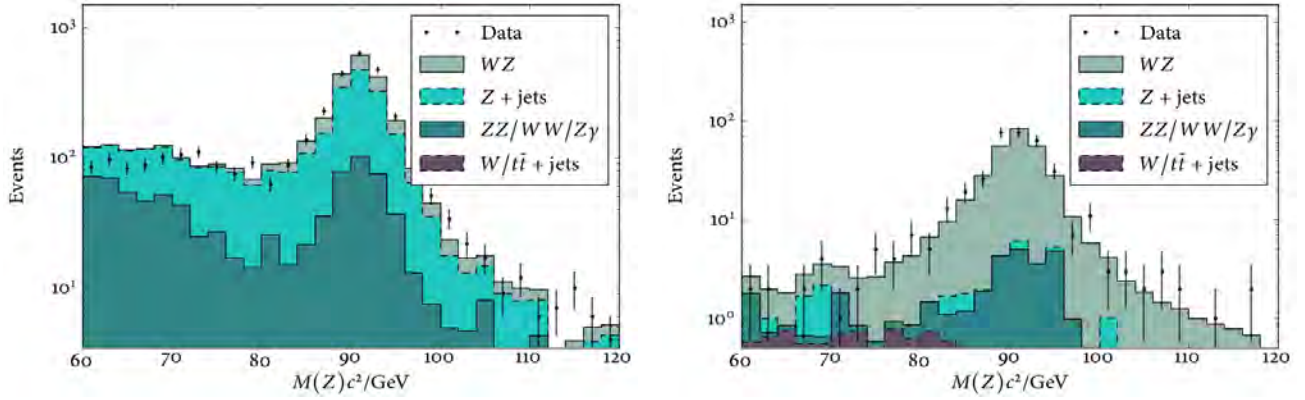 10³
10²
10¹
Events
60 70 80 90 100 110 120
M(Z)c²/GeV
Data
WZ
Z + jets
ZZ/WW/Zγ
W/tt̄ + jets
10³
10²
10¹
10⁰
Events
60 70 80 90 100 110 120
M(Z)c²/GeV
Data
WZ
Z + jets
ZZ/WW/Zγ
W/tt̄ + jets